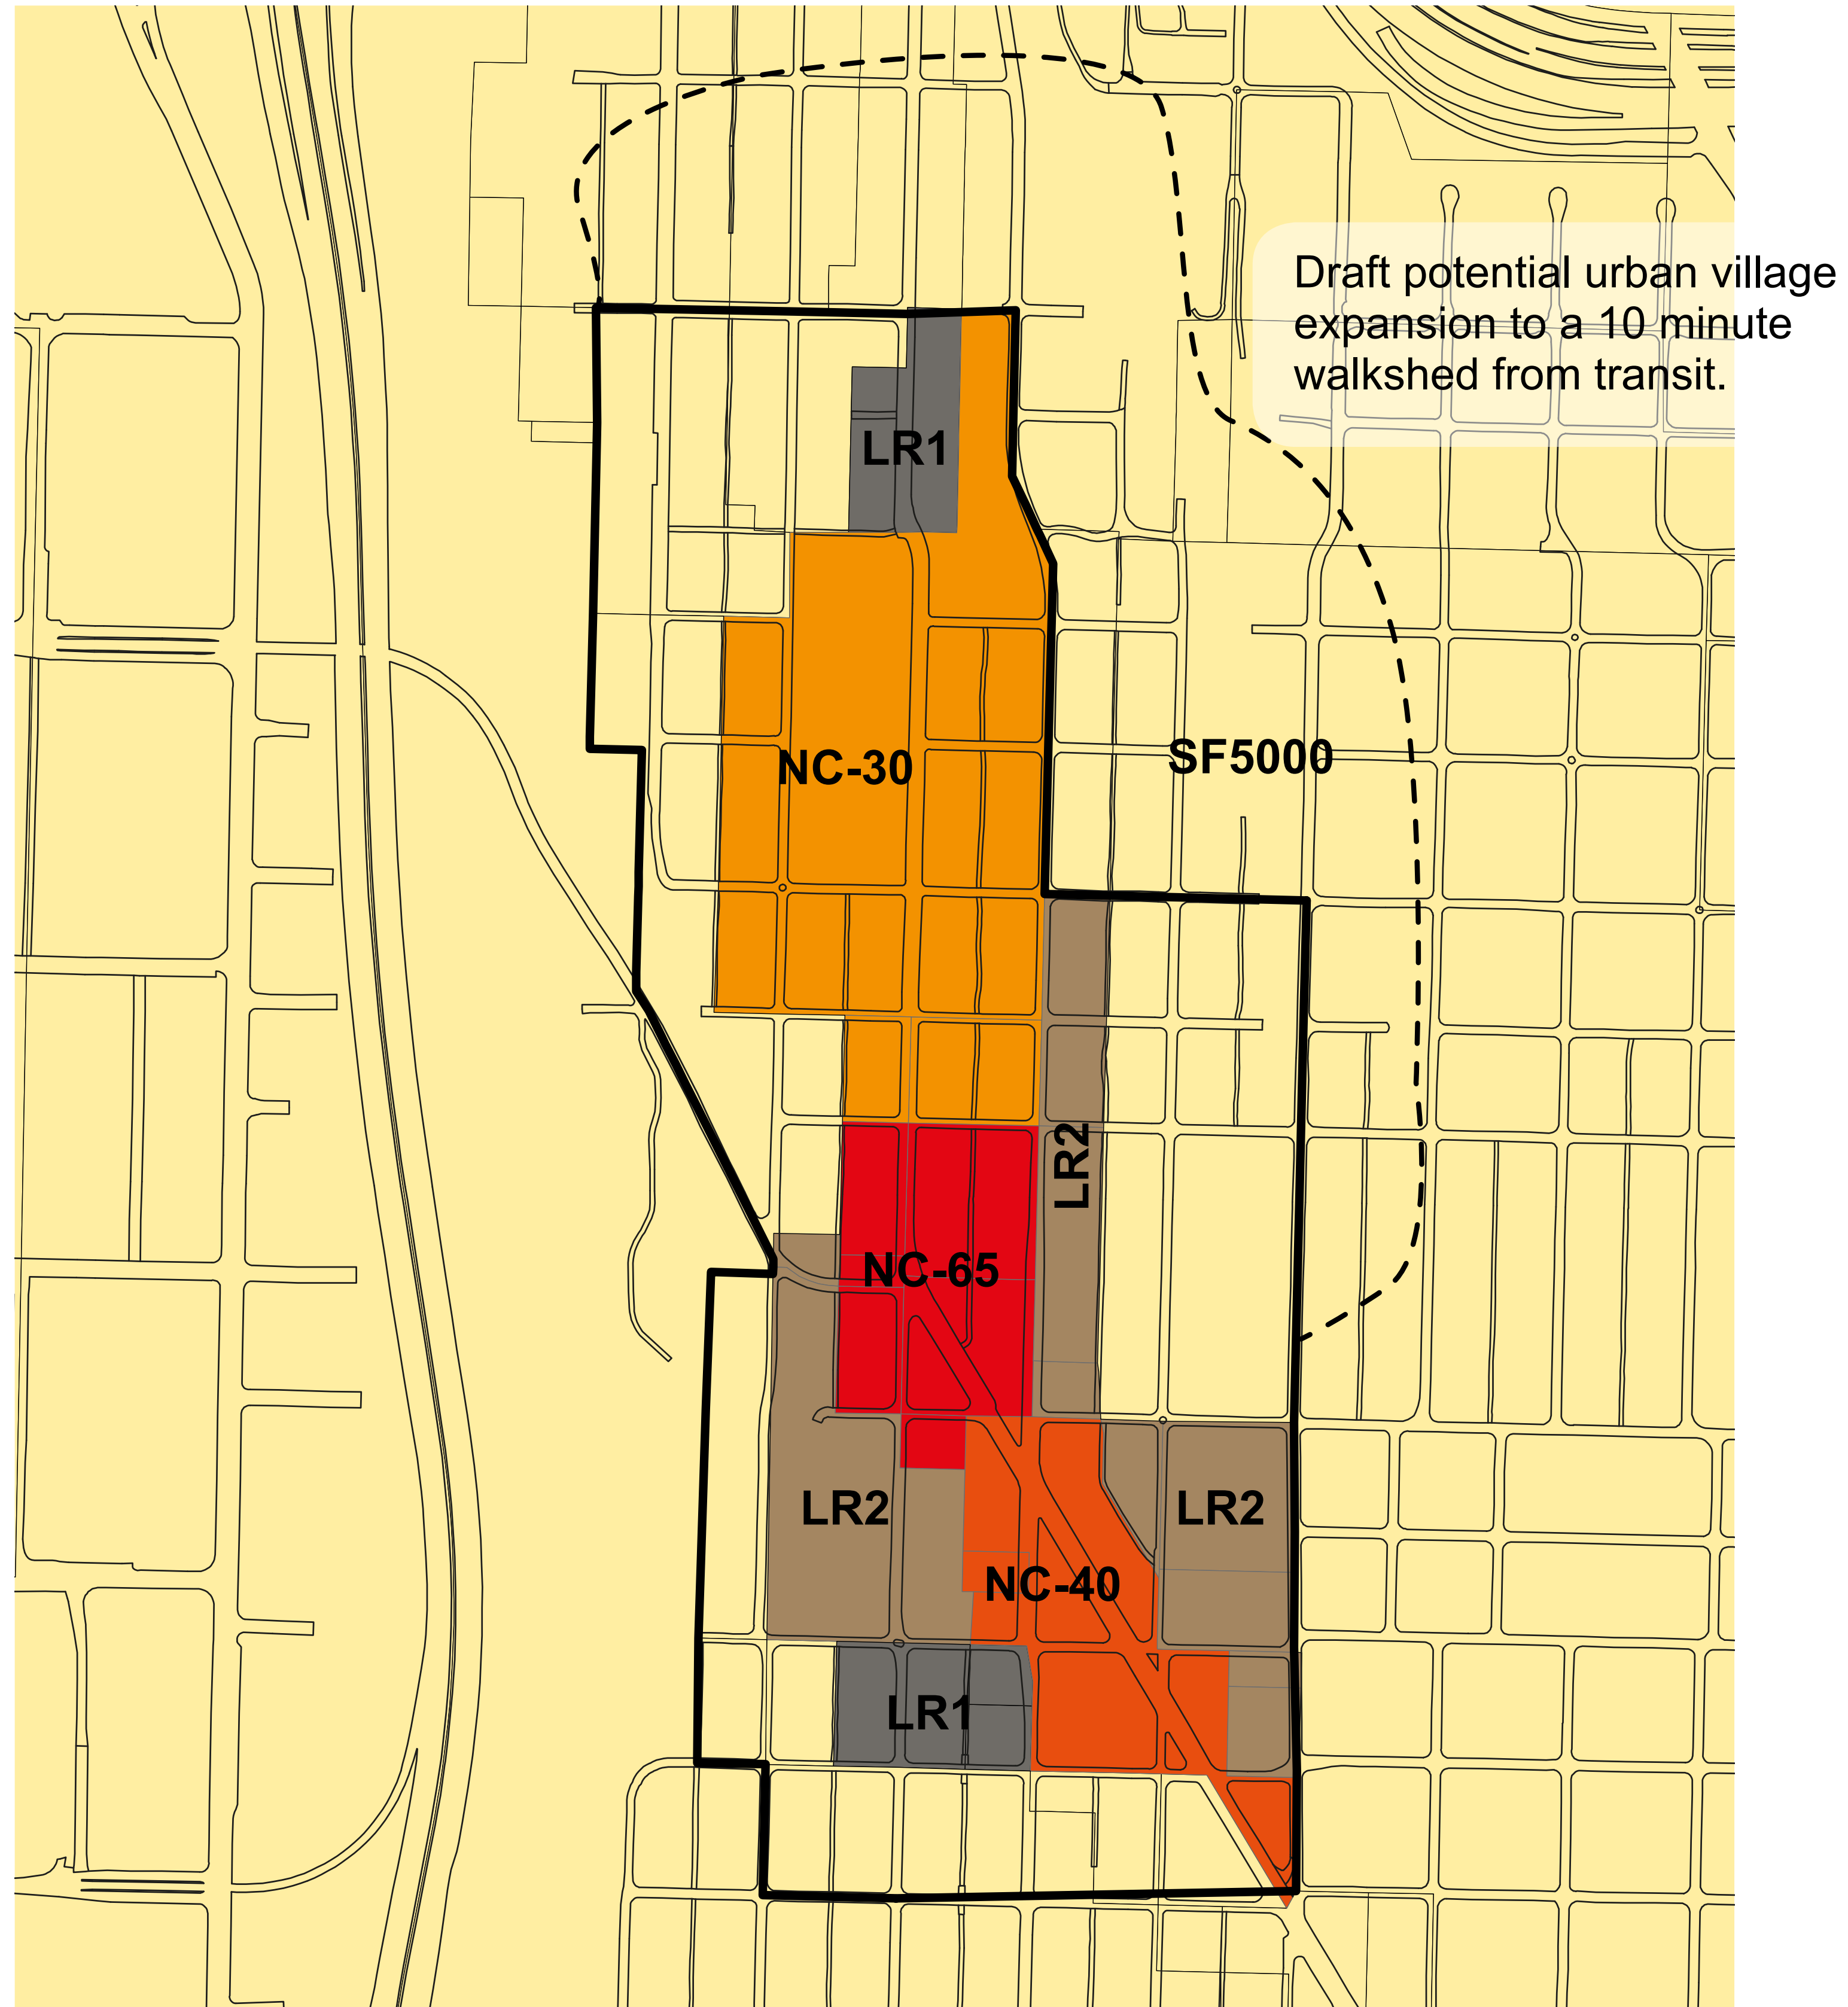 Draft potential urban village
expansion to a 10 minute
walkshed from transit.
LR1
NC-30
SF5000
LR2
NC-65
LR2
LR2
NC-40
LR1